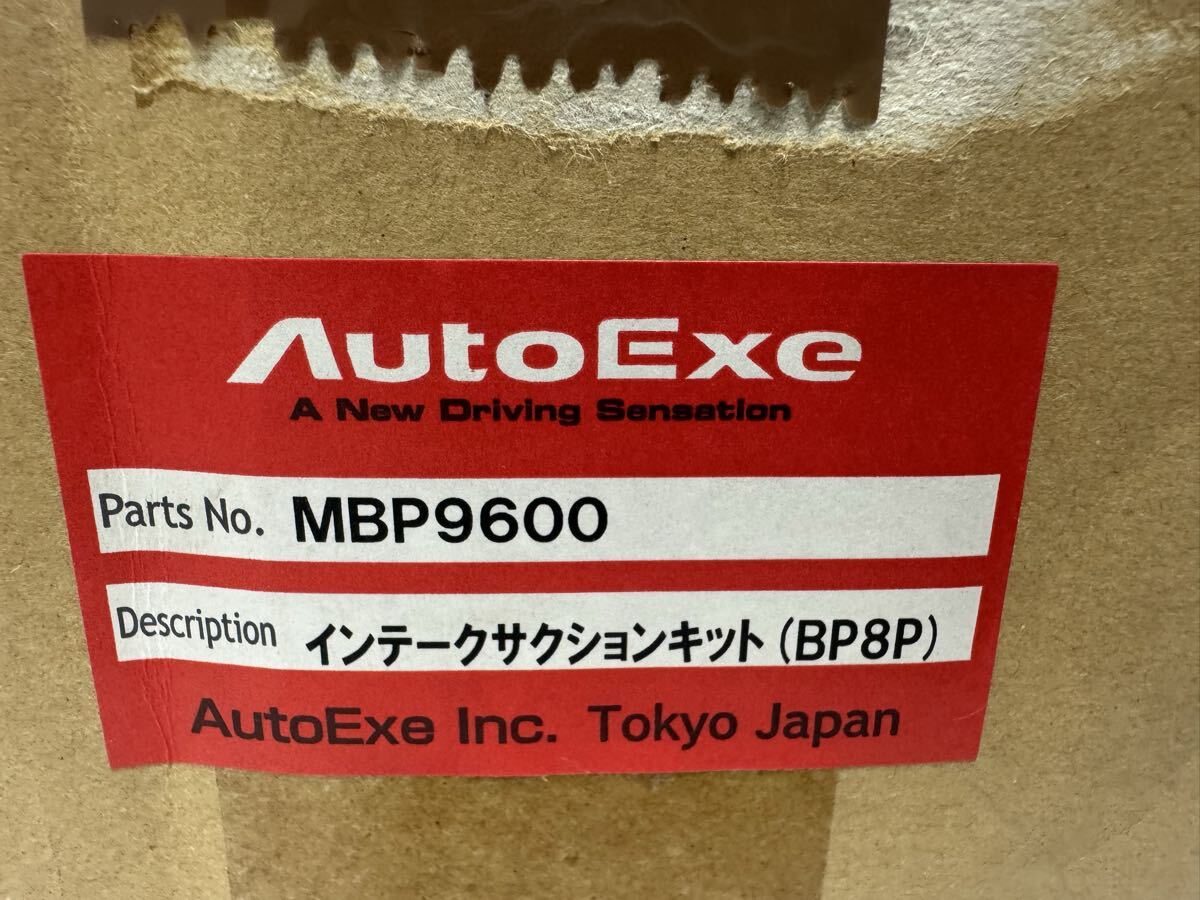 AutoExe
A New Driving Sensation
Parts No. MBP9600
Description インテークサクションキット(BP8P)
AutoExe Inc. Tokyo Japan